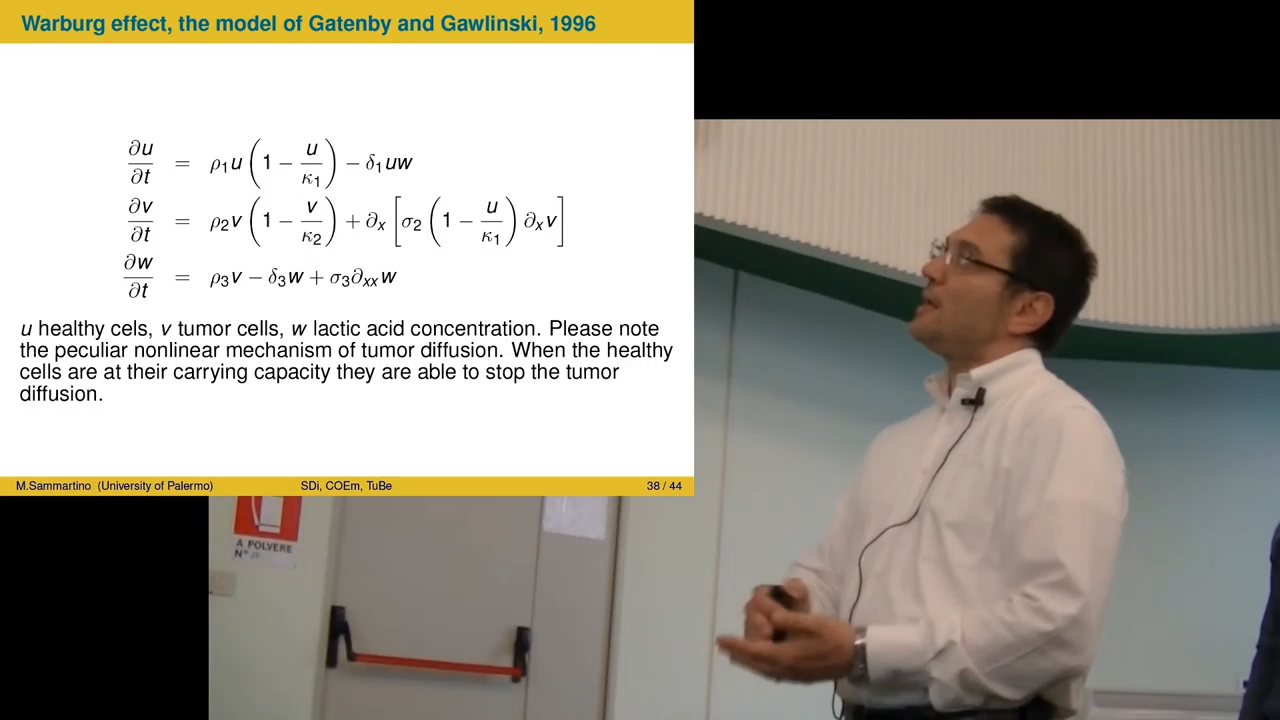 Warburg effect, the model of Gatenby and Gawlinski, 1996
∂u/∂t = ρ₁u (1 − u/κ₁) − δ₁uw
∂v/∂t = ρ₂v (1 − v/κ₂) + ∂ₓ [σ₂ (1 − u/κ₁) ∂ₓv]
∂w/∂t = ρ₃v − δ₃w + σ₃∂ₓₓw
u healthy cels, v tumor cells, w lactic acid concentration. Please note
the peculiar nonlinear mechanism of tumor diffusion. When the healthy
cells are at their carrying capacity they are able to stop the tumor
diffusion.
M.Sammartino (University of Palermo) SDi, COEm, TuBe 38 / 44
A POLVERE
N°